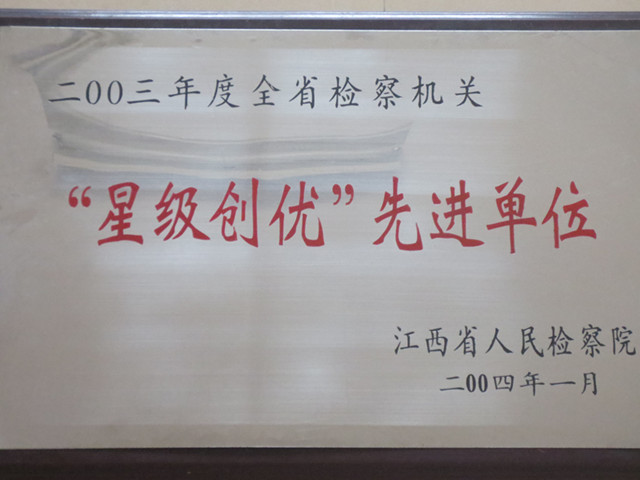 二00三年度全省检察机关
“星级创优”先进单位
江西省人民检察院
二00四年一月